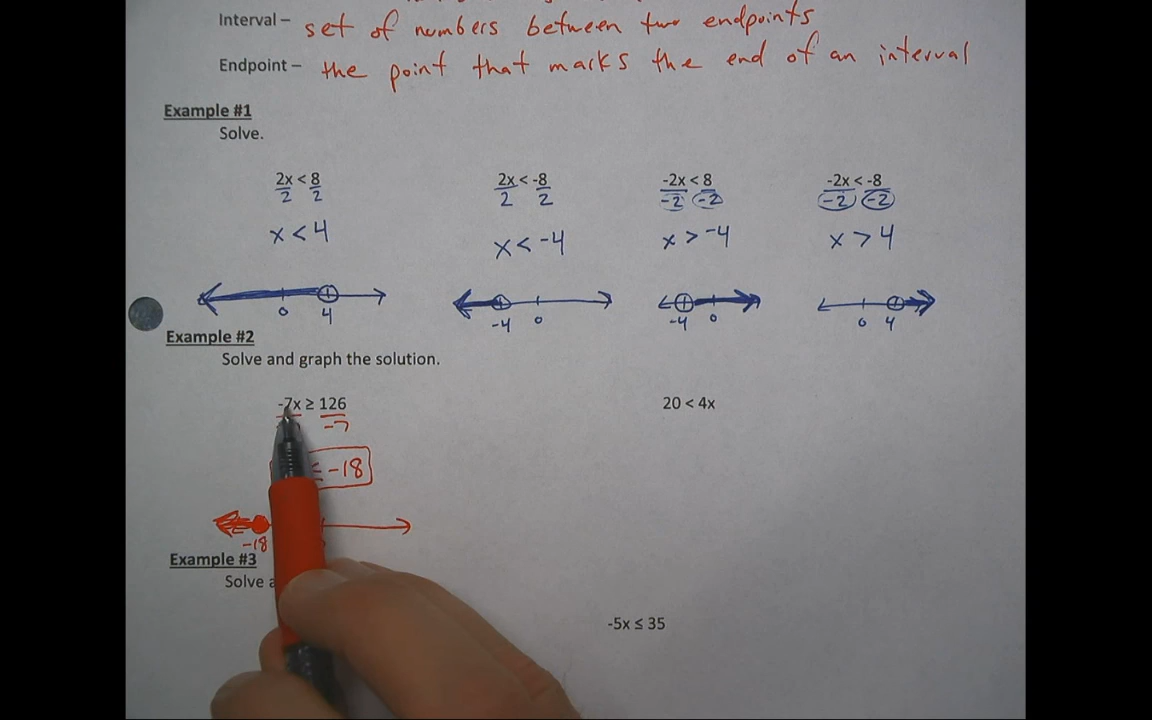 Interval – set of numbers between two endpoints
Endpoint – the point that marks the end of an interval
Example #1
Solve.
2x < 8 2x < -8 -2x < 8 -2x < -8
2 2 2 2 -2 -2 -2 -2
x < 4 x < -4 x > -4 x > 4
0 4 -4 0 -4 0 0 4
Example #2
Solve and graph the solution.
-7x ≥ 126 20 < 4x
-7
≤ -18
-18
Example #3
Solve
-5x ≤ 35